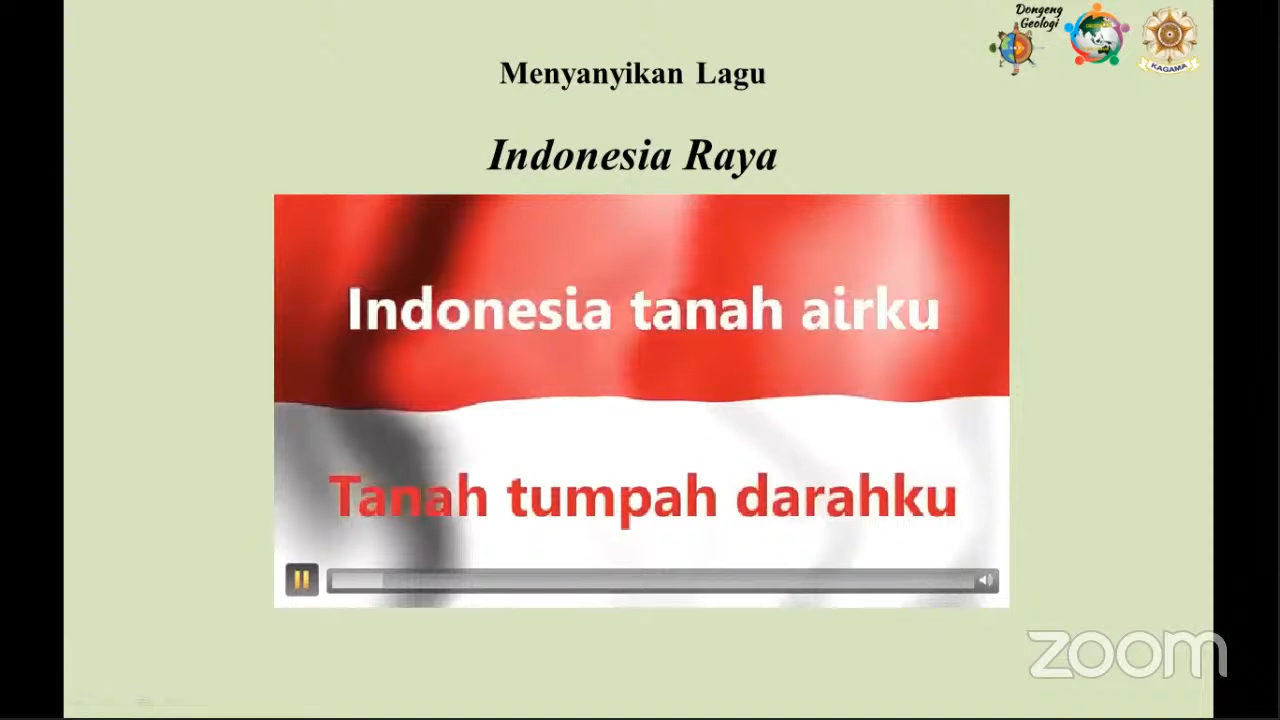 Dongeng
Geologi
KAGAMA
Menyanyikan Lagu
Indonesia Raya
Indonesia tanah airku
Tanah tumpah darahku
zoom